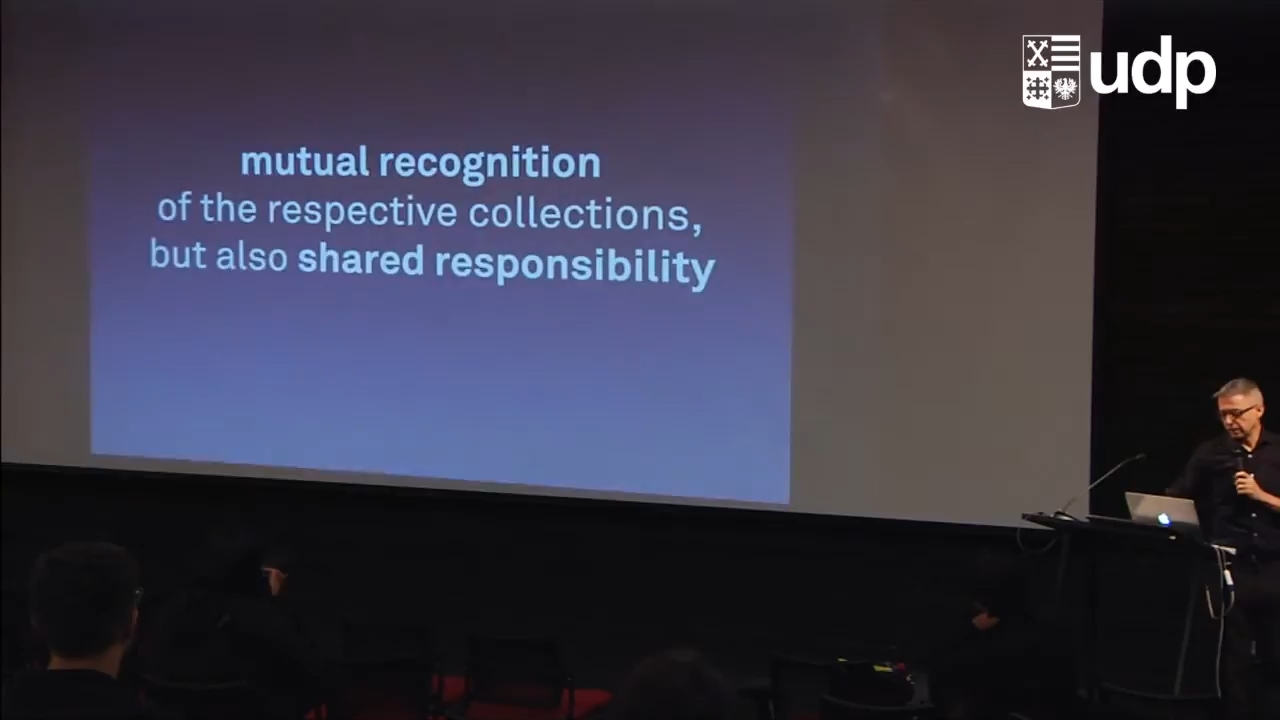 udp
mutual recognition
of the respective collections,
but also shared responsibility